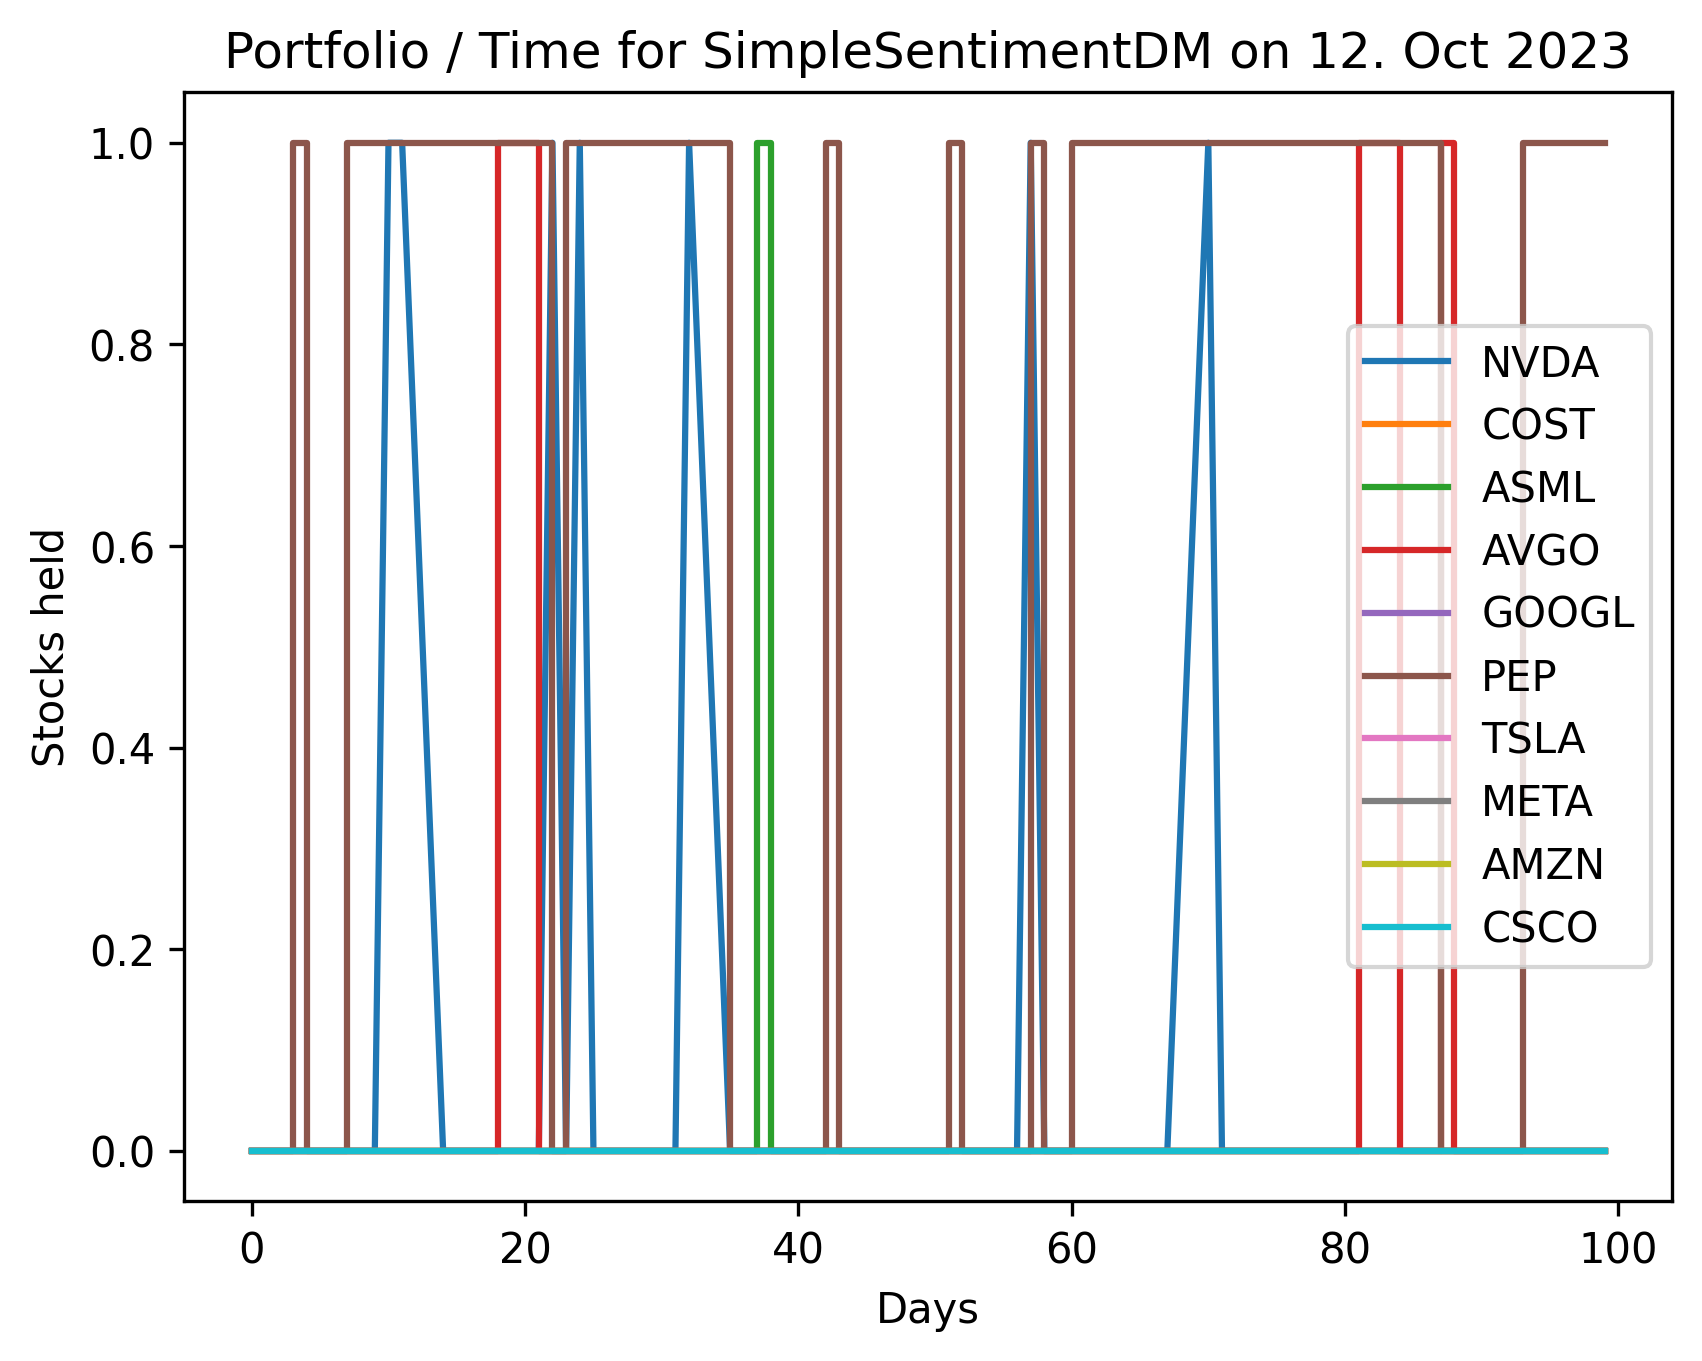 Portfolio / Time for SimpleSentimentDM on 12. Oct 2023
1.0
0.8
0.6
0.4
0.2
0.0
Stocks held
NVDA
COST
ASML
AVGO
GOOGL
PEP
TSLA
META
AMZN
CSCO
0 20 40 60 80 100
Days